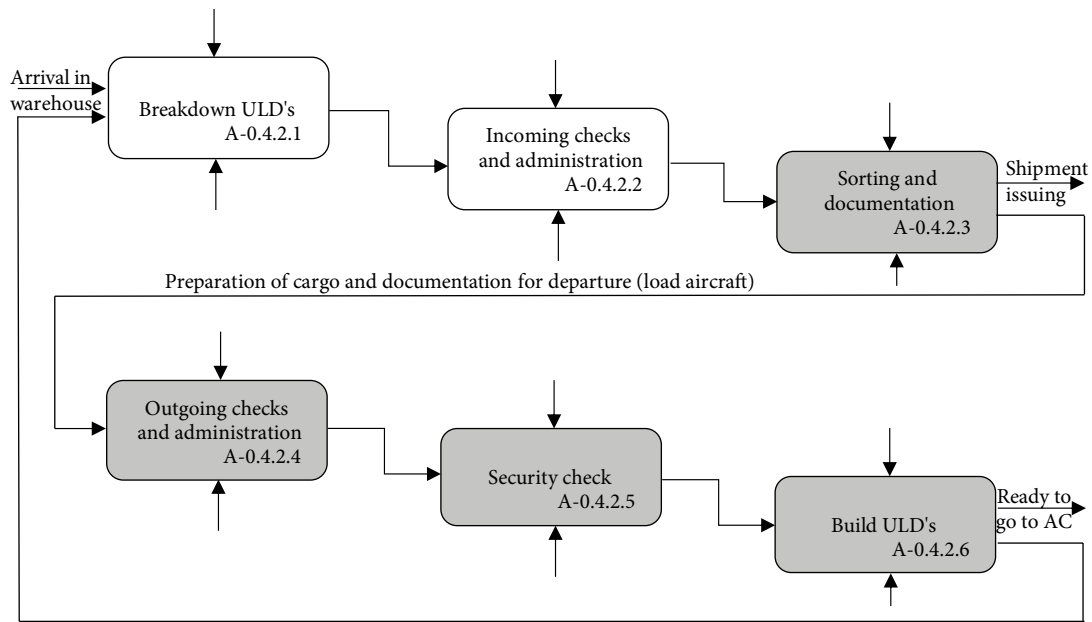 Arrival in
warehouse
Breakdown ULD's
A-0.4.2.1
Incoming checks
and administration
A-0.4.2.2
Sorting and
documentation
A-0.4.2.3
Shipment
issuing
Preparation of cargo and documentation for departure (load aircraft)
Outgoing checks
and administration
A-0.4.2.4
Security check
A-0.4.2.5
Build ULD's
A-0.4.2.6
Ready to
go to AC